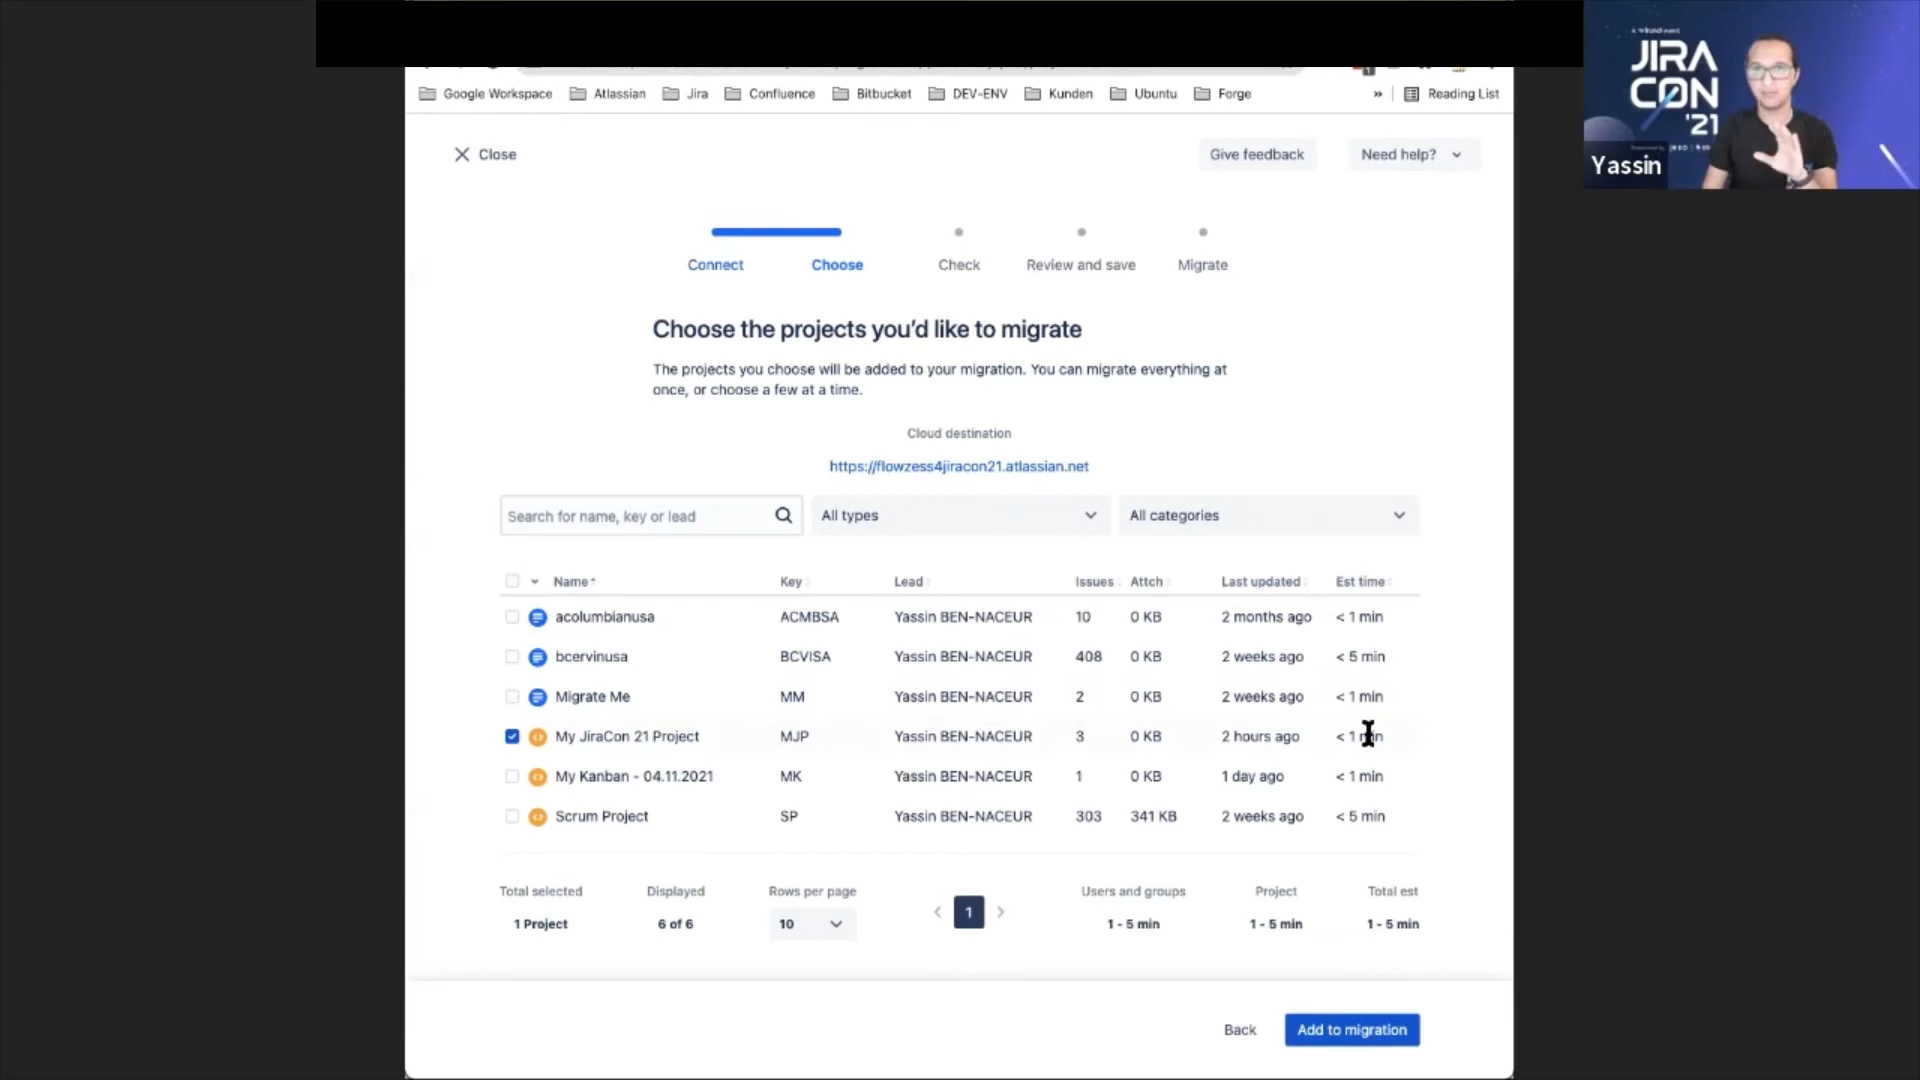 Google Workspace Atlassian Jira Confluence Bitbucket DEV-ENV Kunden Ubuntu Forge » Reading List
JIRA
CON
'21
Yassin
Close Give feedback Need help?
Connect Choose Check Review and save Migrate
Choose the projects you'd like to migrate
The projects you choose will be added to your migration. You can migrate everything at
once, or choose a few at a time.
Cloud destination
https://flowzess4jiracon21.atlassian.net
Search for name, key or lead All types All categories
Name Key Lead Issues Attch Last updated Est time
acolumbianusa ACMBSA Yassin BEN-NACEUR 10 0 KB 2 months ago < 1 min
bcervinusa BCVISA Yassin BEN-NACEUR 408 0 KB 2 weeks ago < 5 min
Migrate Me MM Yassin BEN-NACEUR 2 0 KB 2 weeks ago < 1 min
My JiraCon 21 Project MJP Yassin BEN-NACEUR 3 0 KB 2 hours ago < 1 min
My Kanban - 04.11.2021 MK Yassin BEN-NACEUR 1 0 KB 1 day ago < 1 min
Scrum Project SP Yassin BEN-NACEUR 303 341 KB 2 weeks ago < 5 min
Total selected Displayed Rows per page Users and groups Project Total est
1 Project 6 of 6 10 1 1 - 5 min 1 - 5 min 1 - 5 min
Back Add to migration